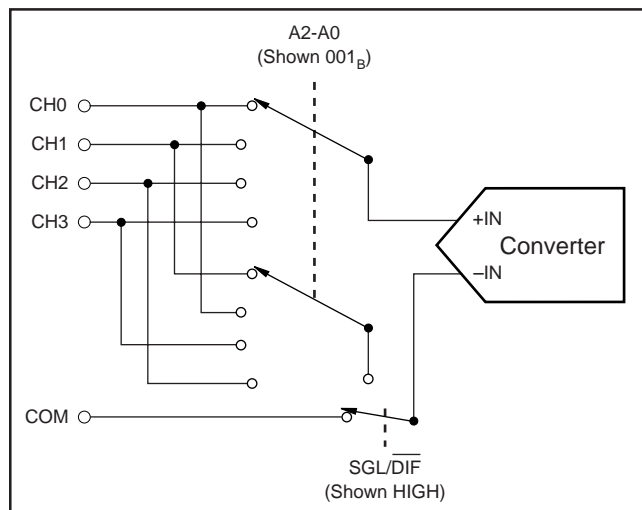 A2-A0
(Shown 001B)
CH0
CH1
CH2
CH3
+IN
Converter
–IN
COM
SGL/DIF
(Shown HIGH)